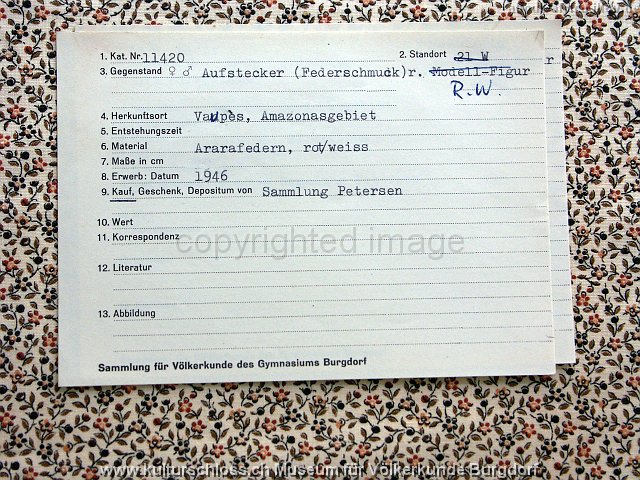 1. Kat. Nr. 11420 2. Standort 21 W
3. Gegenstand ♀ ♂ Aufstecker (Federschmuck) r. Modell-Figur
R.W.
4. Herkunftsort Vaupès, Amazonasgebiet
5. Entstehungszeit
6. Material Ararafedern, rot/weiss
7. Maße in cm
8. Erwerb: Datum 1946
9. Kauf, Geschenk, Depositum von Sammlung Petersen
10. Wert
11. Korrespondenz
copyrighted image
12. Literatur
13. Abbildung
Sammlung für Völkerkunde des Gymnasiums Burgdorf
www.kulturschloss.ch Museum für Völkerkunde Burgdorf